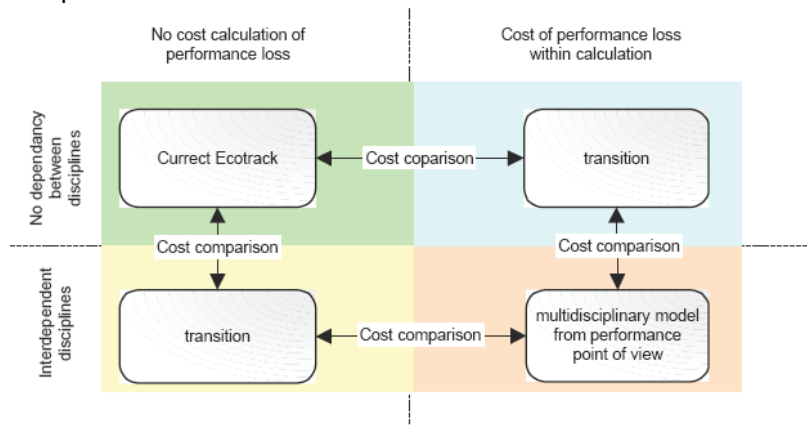 No cost calculation of
performance loss
Cost of performance loss
within calculation
No dependancy
between
disciplines
Currect Ecotrack
Cost coparison
transition
Cost comparison
Cost comparison
Interdependent
disciplines
transition
Cost comparison
multidisciplinary model
from performance
point of view